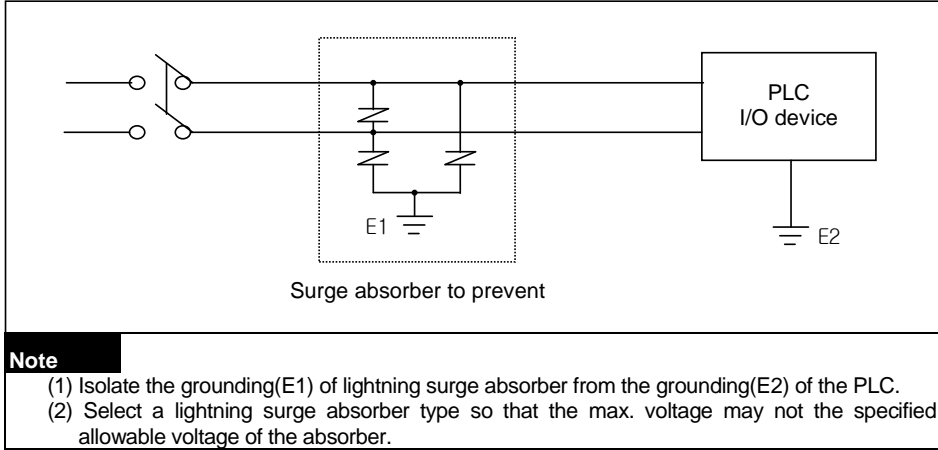 PLC
I/O device
E1
E2
Surge absorber to prevent
Note
(1) Isolate the grounding(E1) of lightning surge absorber from the grounding(E2) of the PLC.
(2) Select a lightning surge absorber type so that the max. voltage may not the specified
allowable voltage of the absorber.